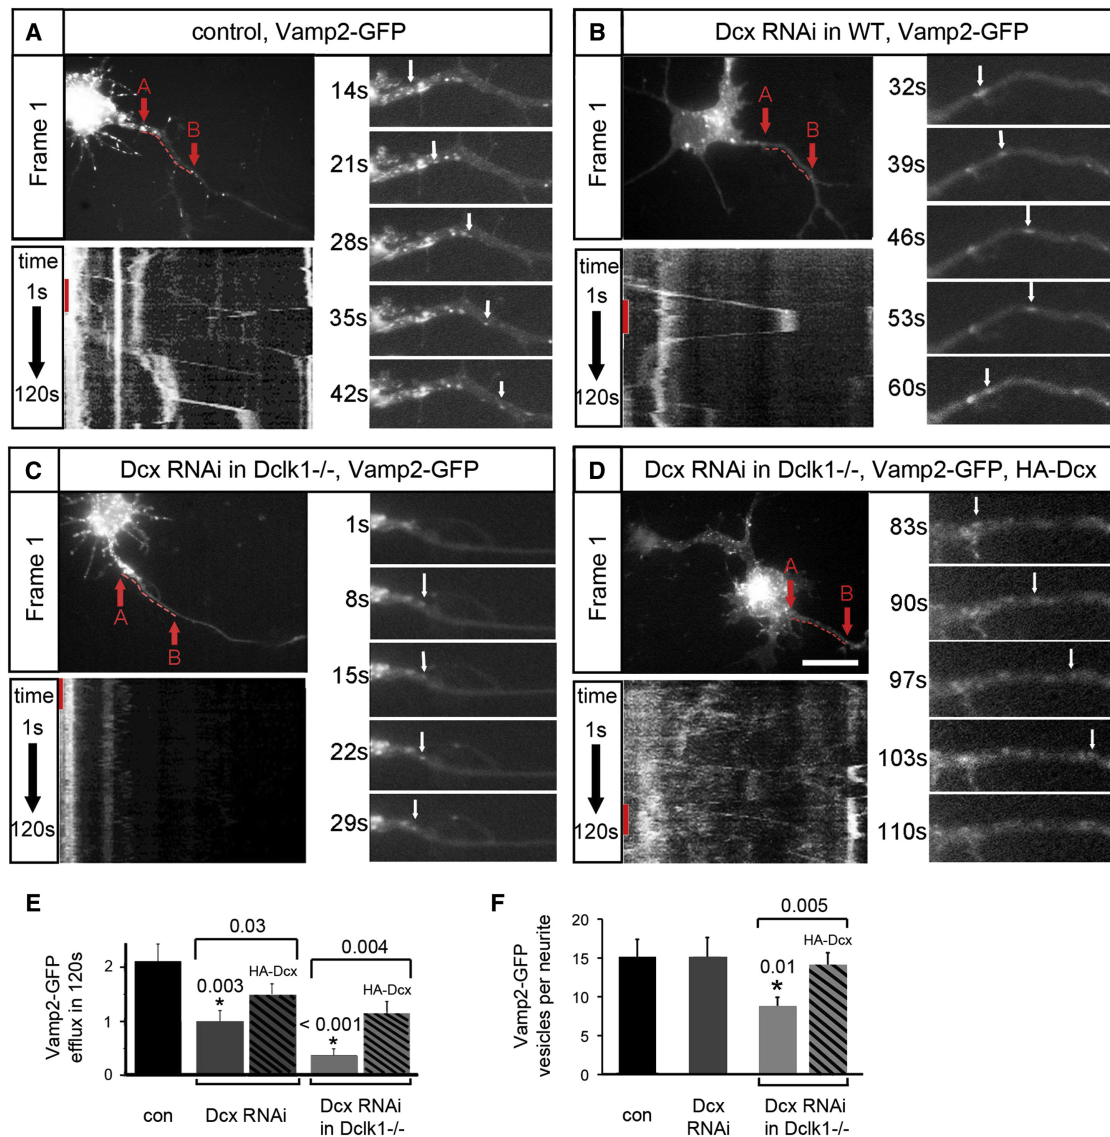 A
control, Vamp2-GFP
Frame 1
A
B
time
1s
120s
14s
21s
28s
35s
42s
B
Dcx RNAi in WT, Vamp2-GFP
Frame 1
A
B
time
1s
120s
32s
39s
46s
53s
60s
C
Dcx RNAi in Dclk1-/-, Vamp2-GFP
Frame 1
A
B
time
1s
120s
1s
8s
15s
22s
29s
D
Dcx RNAi in Dclk1-/-, Vamp2-GFP, HA-Dcx
Frame 1
A
B
time
1s
120s
83s
90s
97s
103s
110s
E
Vamp2-GFP
efflux in 120s
2
1
0
0.03
0.003
*
HA-Dcx
0.004
< 0.001
*
HA-Dcx
con
Dcx RNAi
Dcx RNAi
in Dclk1-/-
F
Vamp2-GFP
vesicles per neurite
20
15
10
5
0
0.005
0.01
*
HA-Dcx
con
Dcx
RNAi
Dcx RNAi
in Dclk1-/-